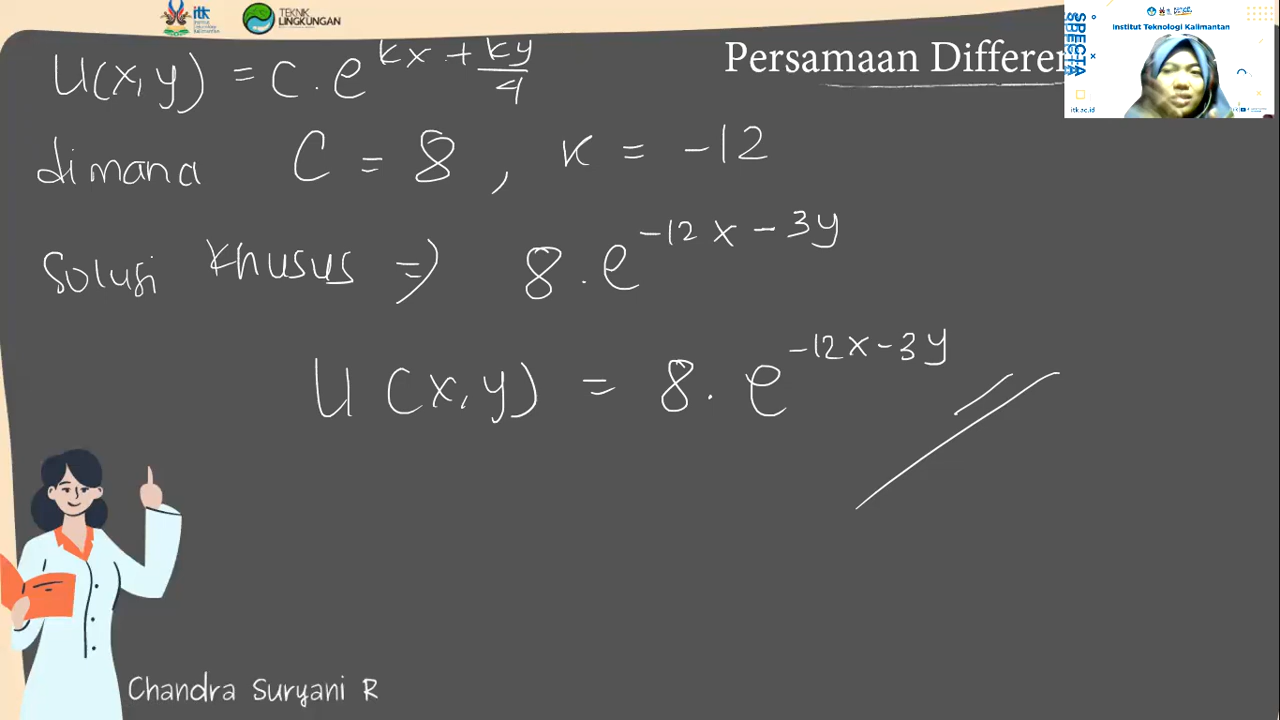 itk
TEKNIK
LINGKUNGAN
Persamaan Differen
Institut Teknologi Kalimantan
SPECTA
itk.ac.id
U(x,y) = C . e^{kx + \frac{ky}{4}}
dimana C = 8 , K = -12
Solusi Khusus => 8 . e^{-12x - 3y}
U (x,y) = 8 . e^{-12x - 3y}
Chandra Suryani R